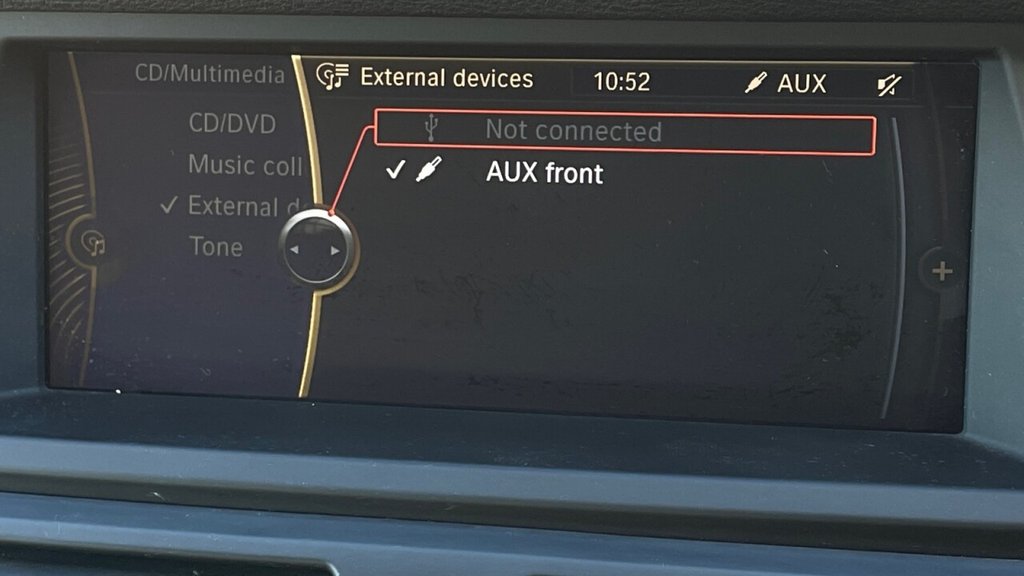 CD/Multimedia
External devices 10:52 AUX
CD/DVD
Music coll
External d
Tone
Not connected
AUX front